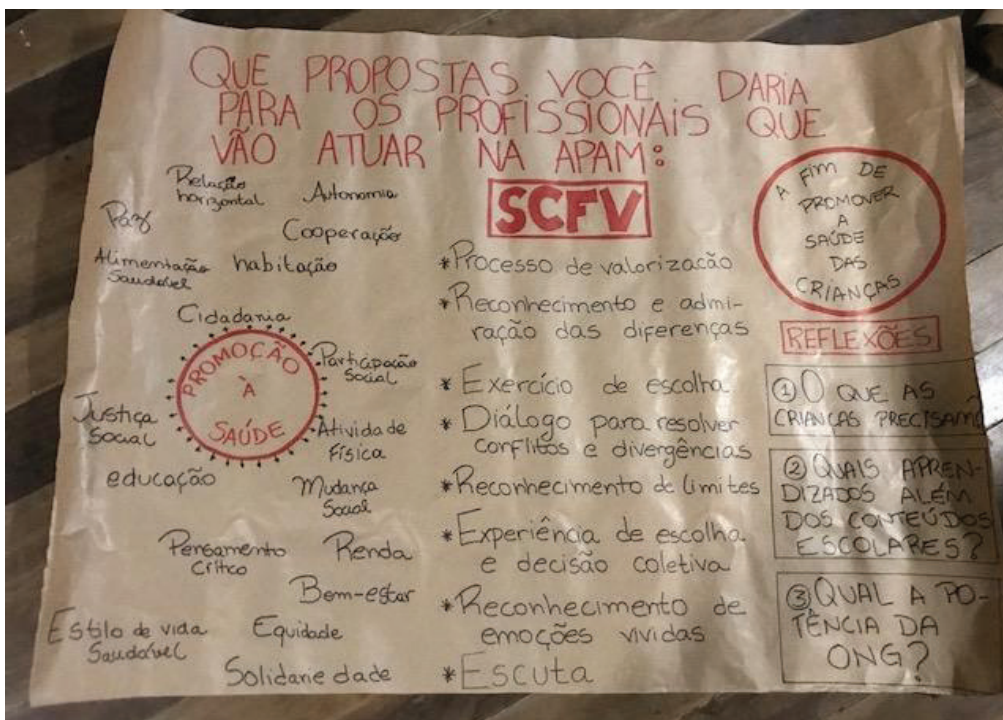 QUE PROPOSTAS VOCÊ DARIA
PARA OS PROFISSIONAIS QUE
VÃO ATUAR NA APAM:
Relação
horizontal
Autonomia
Paz
Cooperação
Alimentação
Saudável
habitação
Cidadania
PROMOÇÃO
À
SAÚDE
Participação
Social
Justiça
Social
Atividade
Física
educação
Mudança
Social
Pensamento
Crítico
Renda
Bem-estar
Estilo de vida
Saudável
Equidade
Solidariedade
SCFV
*Processo de valorizacão
*Reconhecimento e admi-
ração das diferenças
* Exercício de escolha
* Diálogo para resolver
conflitos e divergências
*Reconhecimento de limites
*Experiência de escolha
e decisão coletiva
*Reconhecimento de
emoções vividas
*Escuta
A FIM DE
PROMOVER
A
SAÚDE
DAS
CRIANÇAS
REFLEXÕES
① O QUE AS
CRIANÇAS PRECISAM?
② QUAIS APREN-
DIZADOS ALÉM
DOS CONTEÚDOS
ESCOLARES?
③ QUAL A PO-
TÊNCIA DA
ONG?